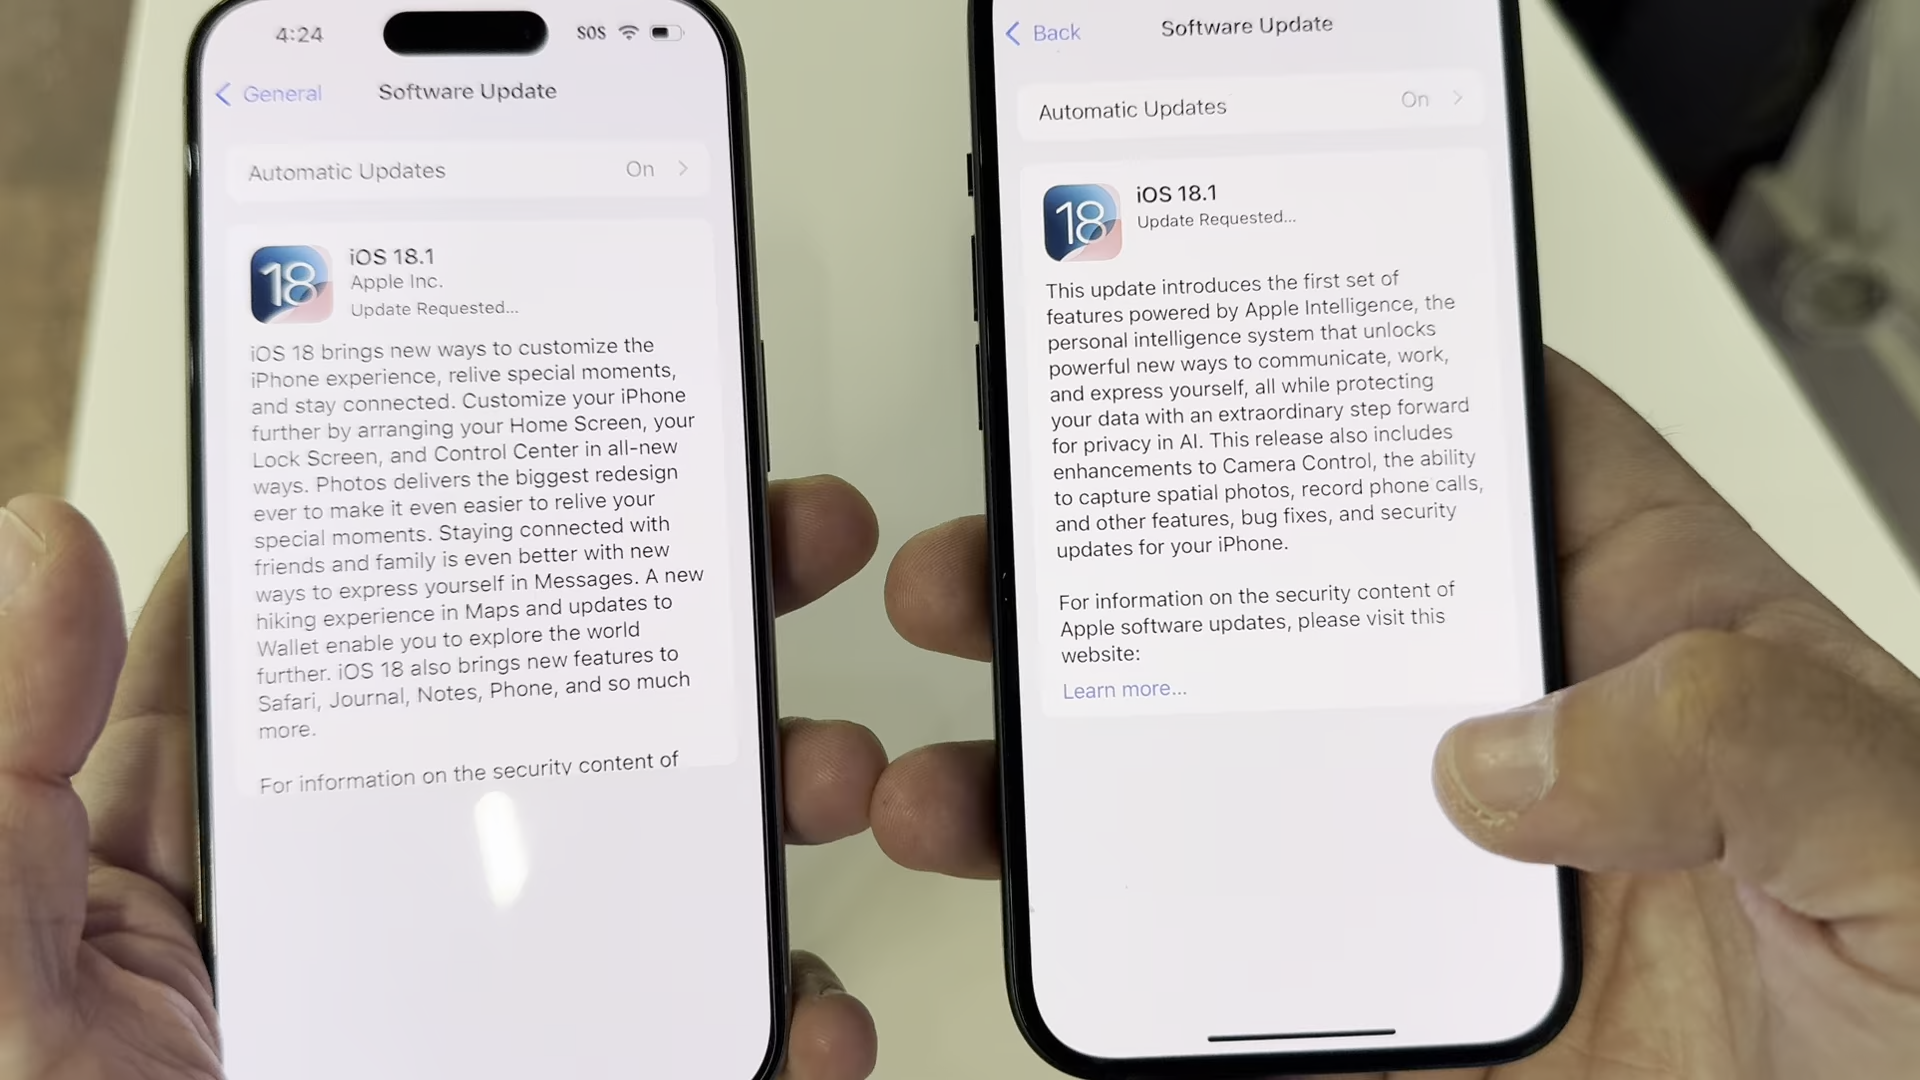 4:24
SOS
General
Software Update
Automatic Updates
On
18
iOS 18.1
Apple Inc.
Update Requested...
iOS 18 brings new ways to customize the
iPhone experience, relive special moments,
and stay connected. Customize your iPhone
further by arranging your Home Screen, your
Lock Screen, and Control Center in all-new
ways. Photos delivers the biggest redesign
ever to make it even easier to relive your
special moments. Staying connected with
friends and family is even better with new
ways to express yourself in Messages. A new
hiking experience in Maps and updates to
Wallet enable you to explore the world
further. iOS 18 also brings new features to
Safari, Journal, Notes, Phone, and so much
more.
For information on the security content of
Back
Software Update
Automatic Updates
On
18
iOS 18.1
Update Requested...
This update introduces the first set of
features powered by Apple Intelligence, the
personal intelligence system that unlocks
powerful new ways to communicate, work,
and express yourself, all while protecting
your data with an extraordinary step forward
for privacy in AI. This release also includes
enhancements to Camera Control, the ability
to capture spatial photos, record phone calls,
and other features, bug fixes, and security
updates for your iPhone.
For information on the security content of
Apple software updates, please visit this
website:
Learn more...